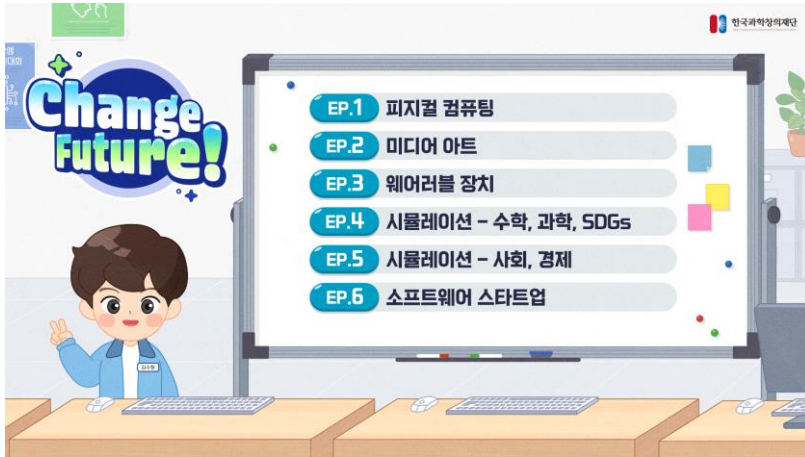 한국과학창의재단
Change
Future!
EP.1 피지컬 컴퓨팅
EP.2 미디어 아트
EP.3 웨어러블 장치
EP.4 시뮬레이션 – 수학, 과학, SDGs
EP.5 시뮬레이션 – 사회, 경제
EP.6 소프트웨어 스타트업